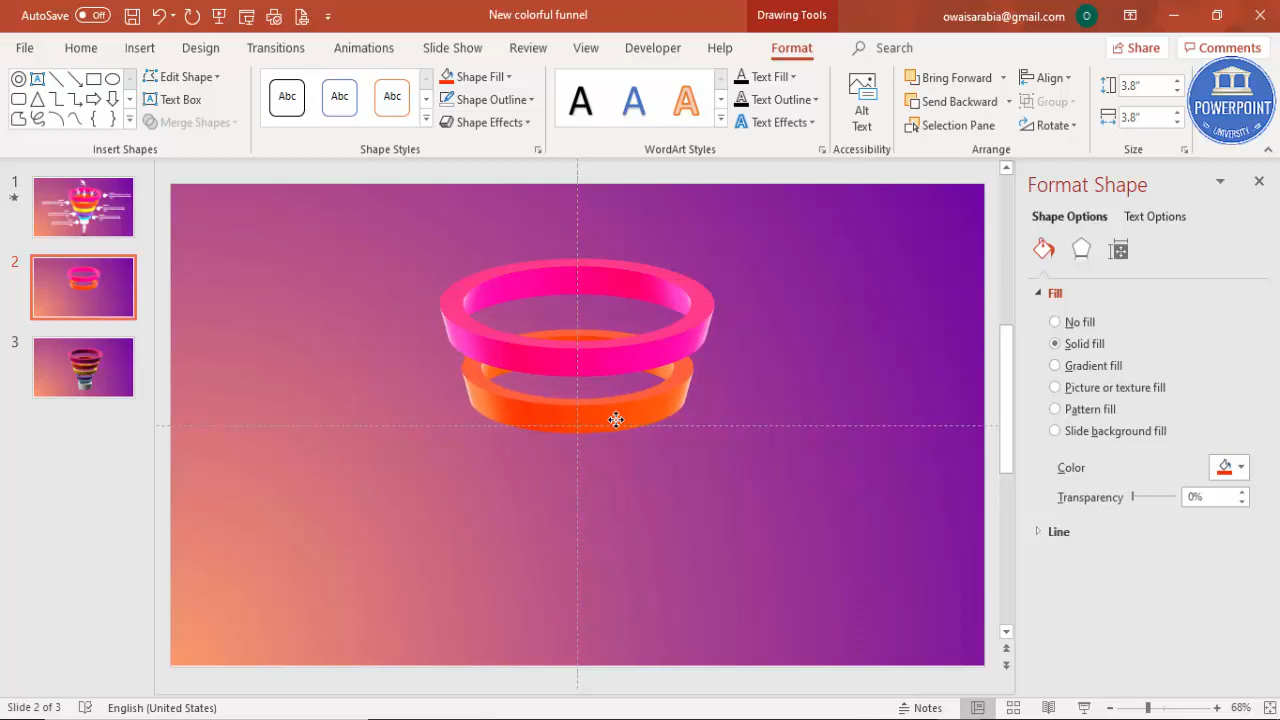 AutoSave Off New colorful funnel Drawing Tools owaisarabia@gmail.com O
File Home Insert Design Transitions Animations Slide Show Review View Developer Help Format Search Share Comments
Edit Shape
Text Box
Merge Shapes
Insert Shapes
Abc Abc Abc
Shape Fill
Shape Outline
Shape Effects
Shape Styles
A A A
Text Fill
Text Outline
Text Effects
WordArt Styles
Alt
Text
Accessibility
Bring Forward
Send Backward
Selection Pane
Align
Group
Rotate
Arrange
3.8"
3.8"
Size
POWERPOINT
UNIVERSITY
1
2
3
Format Shape
Shape Options Text Options
Fill
No fill
Solid fill
Gradient fill
Picture or texture fill
Pattern fill
Slide background fill
Color
Transparency 0%
Line
Slide 2 of 3 English (United States) Notes 68%